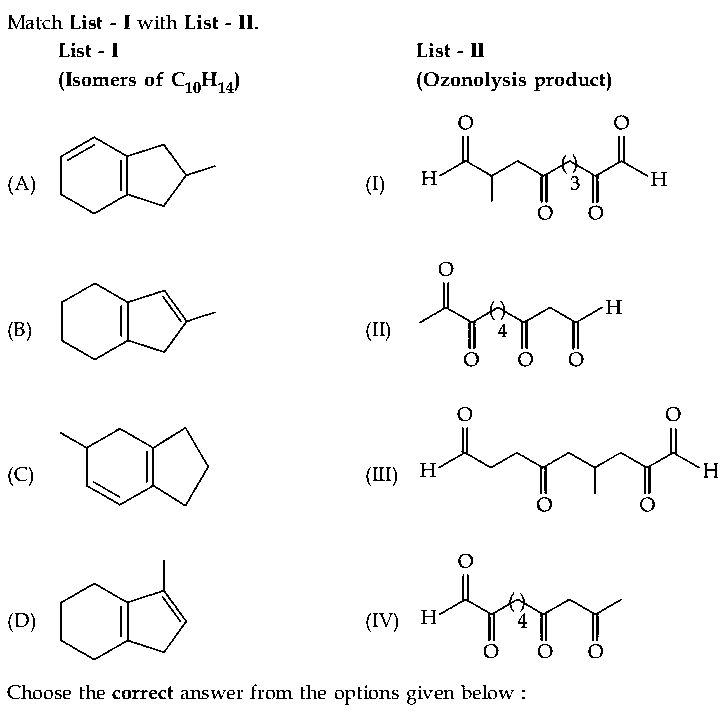 Match List - I with List - II.
List - I List - II
(Isomers of C10H14) (Ozonolysis product)
(A) (I) H O O 3 O O H
(B) (II) O O 4 O O H
(C) (III) H O O O O H
(D) (IV) H O O 4 O O
Choose the correct answer from the options given below :